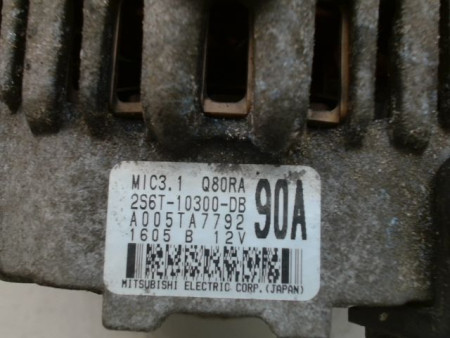 MIC3.1 Q80RA
2S6T-10300-DB 90A
A005TA7792
1605 B 12V
MITSUBISHI ELECTRIC CORP.(JAPAN)